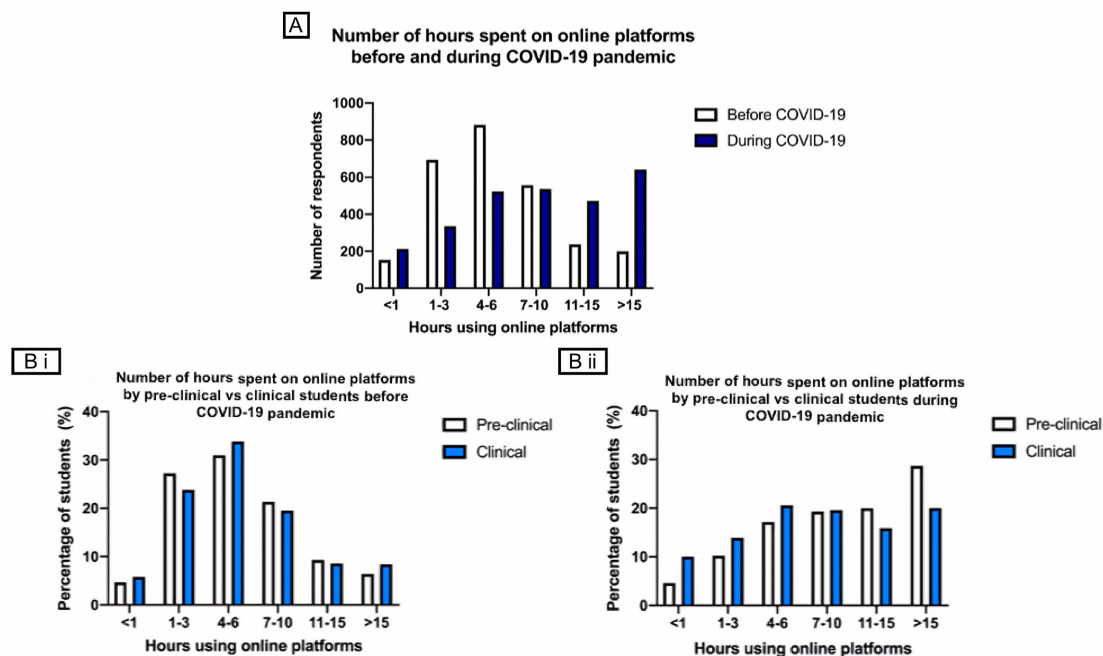 A
Number of hours spent on online platforms
before and during COVID-19 pandemic
Number of respondents
1000
800
600
400
200
0
<1 1-3 4-6 7-10 11-15 >15
Hours using online platforms
Before COVID-19
During COVID-19
B i
Number of hours spent on online platforms
by pre-clinical vs clinical students before
COVID-19 pandemic
Percentage of students (%)
40
30
20
10
0
<1 1-3 4-6 7-10 11-15 >15
Hours using online platforms
Pre-clinical
Clinical
B ii
Number of hours spent on online platforms
by pre-clinical vs clinical students during
COVID-19 pandemic
Percentage of students (%)
40
30
20
10
0
<1 1-3 4-6 7-10 11-15 >15
Hours using online platforms
Pre-clinical
Clinical